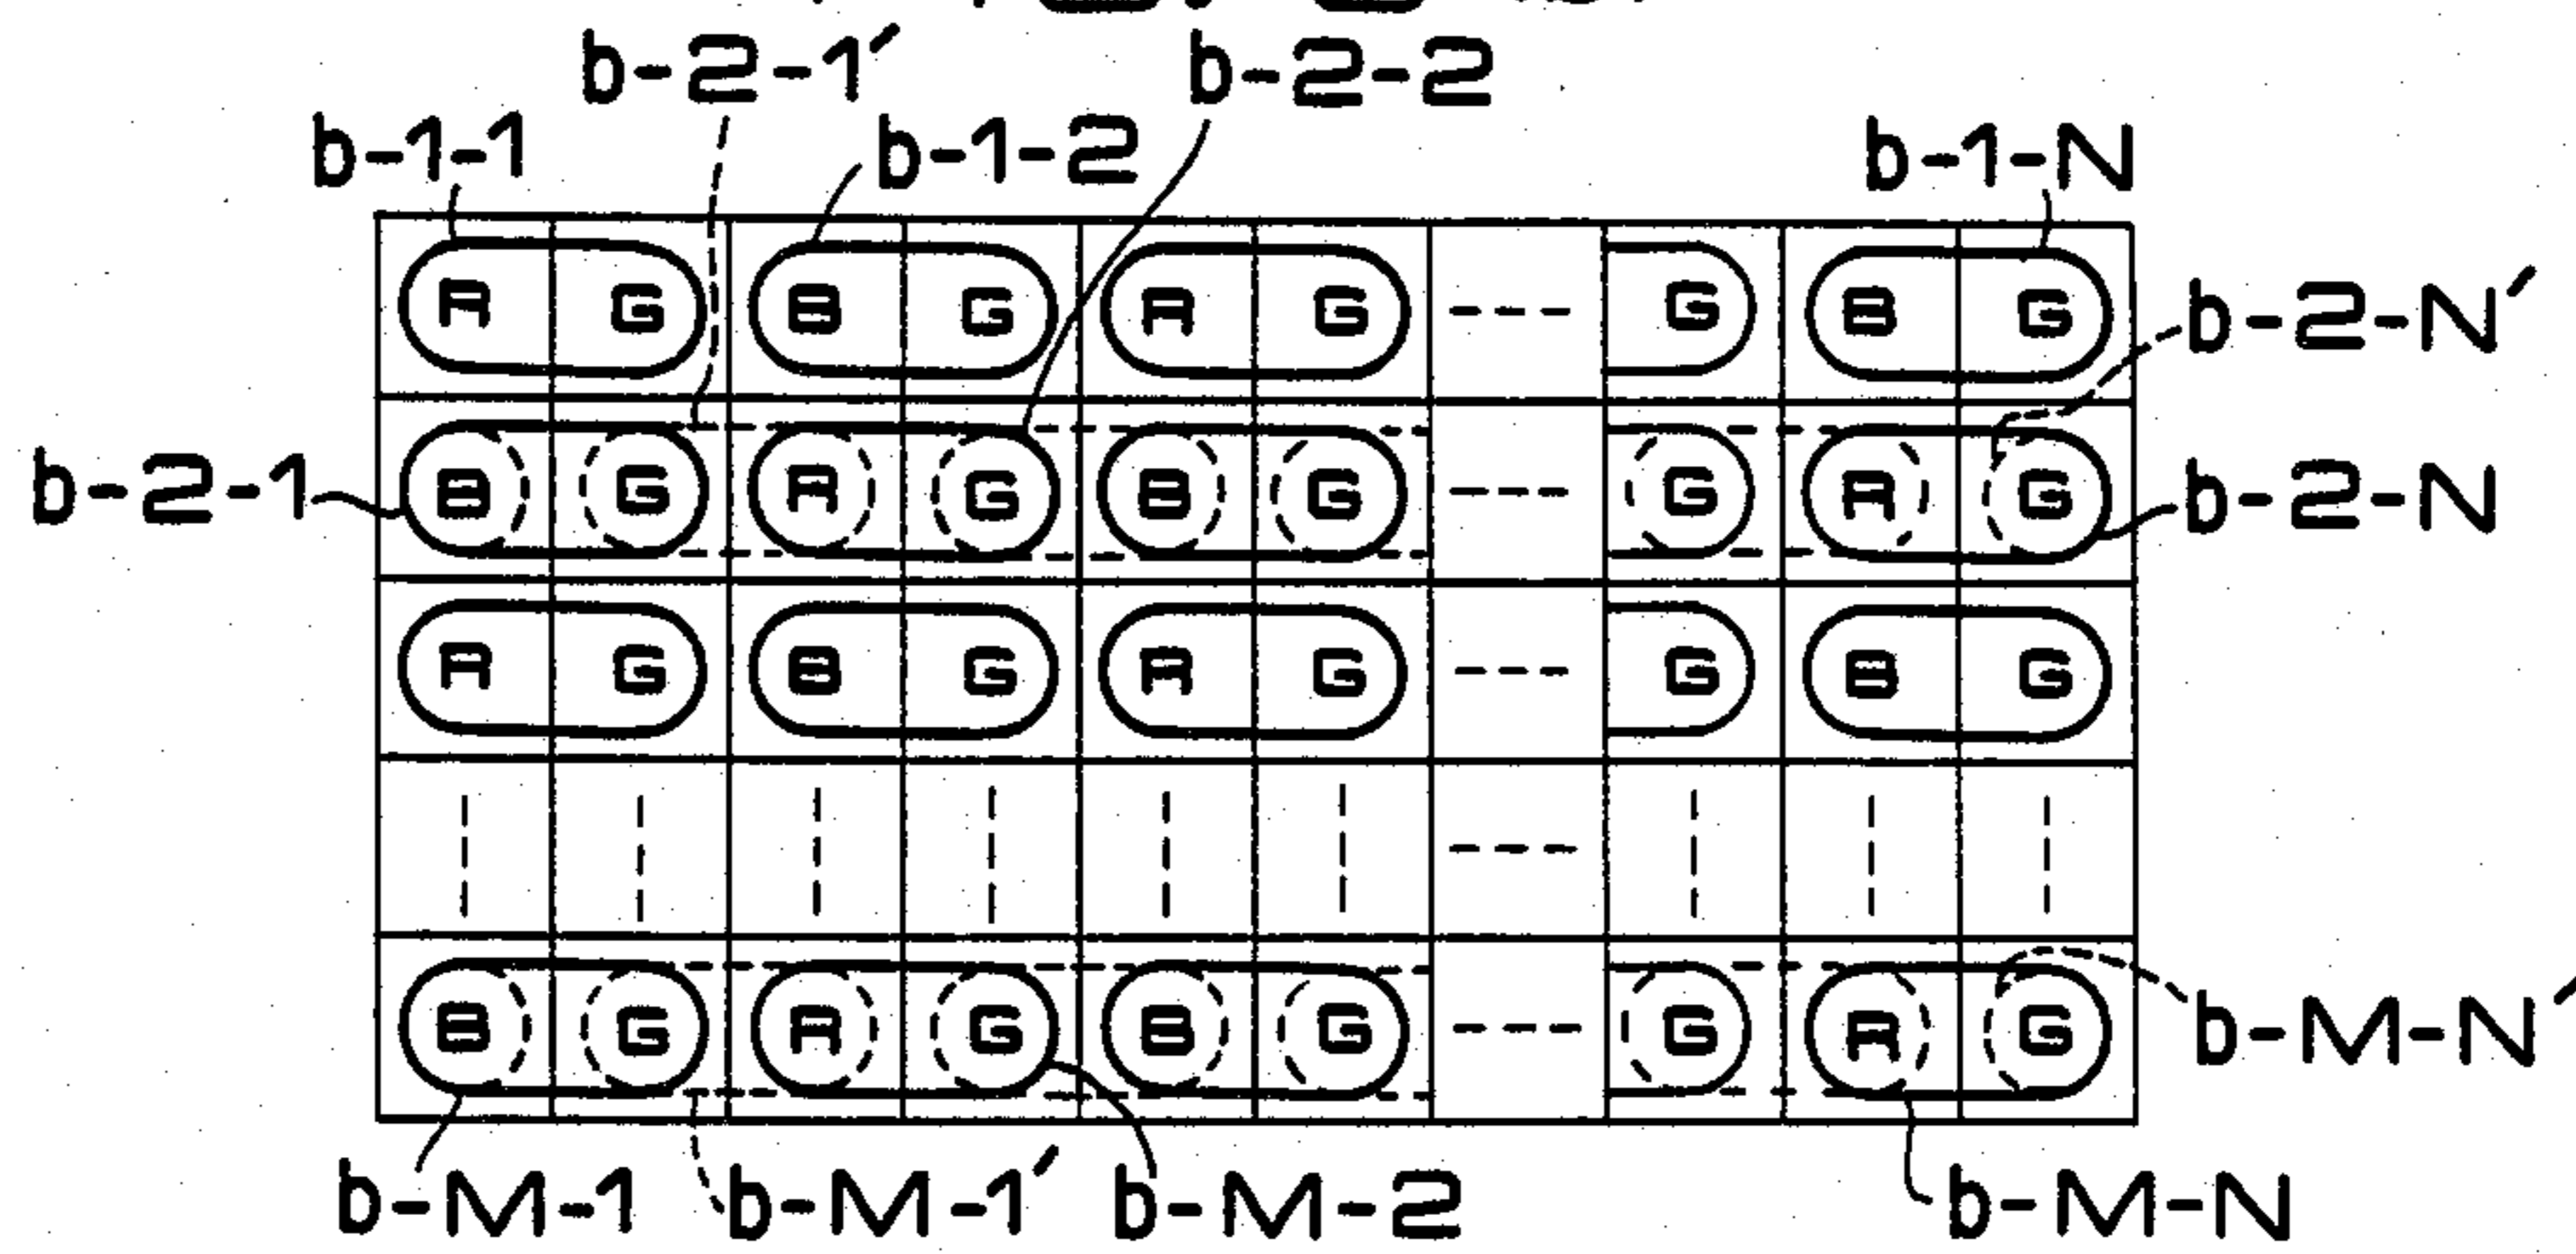 b-2-1′ b-2-2
b-1-1 b-1-2 b-1-N
R G B G R G --- G B G
b-2-N′
b-2-1 B G R G B G --- G R G b-2-N
R G B G R G --- G B G
B G R G B G --- G R G
b-M-N′
b-M-1 b-M-1′ b-M-2 b-M-N